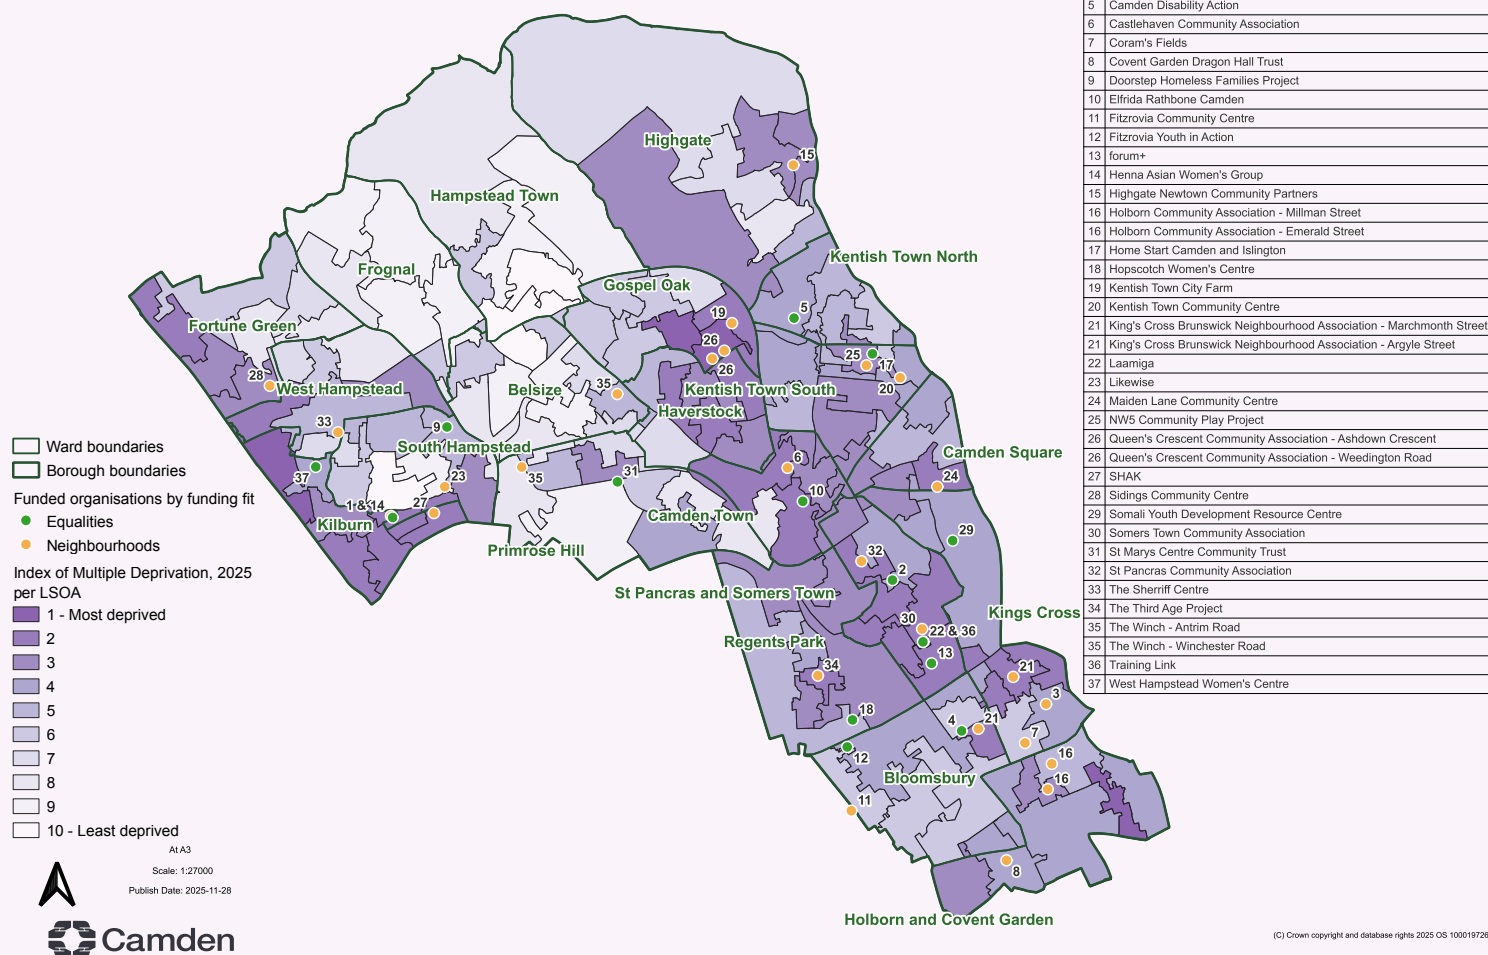 5 Camden Disability Action
6 Castlehaven Community Association
7 Coram's Fields
8 Covent Garden Dragon Hall Trust
9 Doorstep Homeless Families Project
10 Elfrida Rathbone Camden
11 Fitzrovia Community Centre
12 Fitzrovia Youth in Action
13 forum+
14 Henna Asian Women's Group
15 Highgate Newtown Community Partners
16 Holborn Community Association - Millman Street
16 Holborn Community Association - Emerald Street
17 Home Start Camden and Islington
18 Hopscotch Women's Centre
19 Kentish Town City Farm
20 Kentish Town Community Centre
21 King's Cross Brunswick Neighbourhood Association - Marchmonth Street
21 King's Cross Brunswick Neighbourhood Association - Argyle Street
22 Laamiga
23 Likewise
24 Maiden Lane Community Centre
25 NW5 Community Play Project
26 Queen's Crescent Community Association - Ashdown Crescent
26 Queen's Crescent Community Association - Weedington Road
27 SHAK
28 Sidings Community Centre
29 Somali Youth Development Resource Centre
30 Somers Town Community Association
31 St Marys Centre Community Trust
32 St Pancras Community Association
33 The Sherriff Centre
34 The Third Age Project
35 The Winch - Antrim Road
35 The Winch - Winchester Road
36 Training Link
37 West Hampstead Women's Centre
Highgate
15
Hampstead Town
Kentish Town North
Frognal
Gospel Oak
5
19
Fortune Green
26
25
17
26
28
West Hampstead
Belsize
35
Kentish Town South
20
Haverstock
33
9
South Hampstead
Camden Square
6
37
35
31
23
24
10
1 & 14
27
Kilburn
Camden Town
29
Primrose Hill
32
2
St Pancras and Somers Town
Kings Cross
30
22 & 36
Regents Park
13
34
21
3
18
4
21
7
12
16
Bloomsbury
16
11
8
Holborn and Covent Garden
Ward boundaries
Borough boundaries
Funded organisations by funding fit
Equalities
Neighbourhoods
Index of Multiple Deprivation, 2025
per LSOA
1 - Most deprived
2
3
4
5
6
7
8
9
10 - Least deprived
At A3
Scale: 1:27000
Publish Date: 2025-11-28
Camden
(C) Crown copyright and database rights 2025 OS 100019726